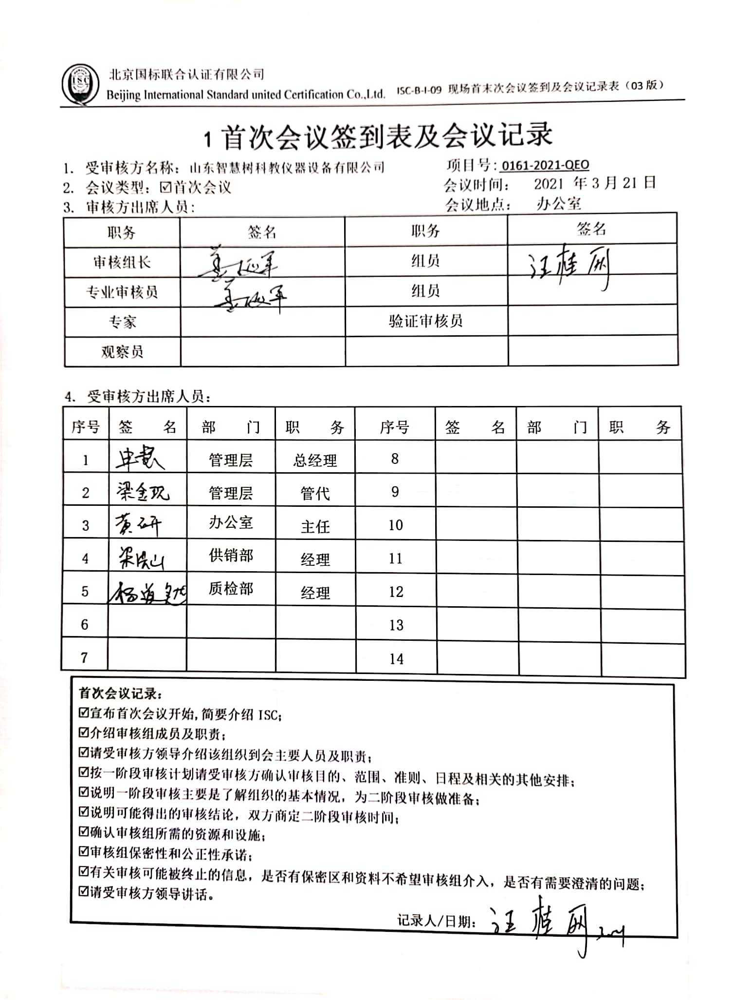 ISC
北京国标联合认证有限公司
Beijing International Standard united Certification Co.,Ltd. ISC-B-I-09 现场首末次会议签到及会议记录表（03版）
1 首次会议签到表及会议记录
1. 受审核方名称：山东智慧树科教仪器设备有限公司 项目号：0161-2021-QEO
2. 会议类型：☑首次会议 会议时间： 2021 年 3 月 21 日
3. 审核方出席人员： 会议地点： 办公室
职务 签名 职务 签名
审核组长 姜延军 组员 汪桂丽
专业审核员 姜延军 组员
专家 验证审核员
观察员
4. 受审核方出席人员：
序号 签 名 部 门 职 务 序号 签 名 部 门 职 务
1 申慧 管理层 总经理 8
2 梁金现 管理层 管代 9
3 黄研 办公室 主任 10
4 供销部 经理 11
5 质检部 经理 12
6 13
7 14
首次会议记录：
☑宣布首次会议开始,简要介绍 ISC；
☑介绍审核组成员及职责；
☑请受审核方领导介绍该组织到会主要人员及职责；
☑按一阶段审核计划请受审核方确认审核目的、范围、准则、日程及相关的其他安排；
☑说明一阶段审核主要是了解组织的基本情况，为二阶段审核做准备；
☑说明可能得出的审核结论，双方商定二阶段审核时间；
☑确认审核组所需的资源和设施；
☑审核组保密性和公正性承诺；
☑有关审核可能被终止的信息，是否有保密区和资料不希望审核组介入，是否有需要澄清的问题；
☑请受审核方领导讲话。
记录人/日期： 汪桂丽 3.21